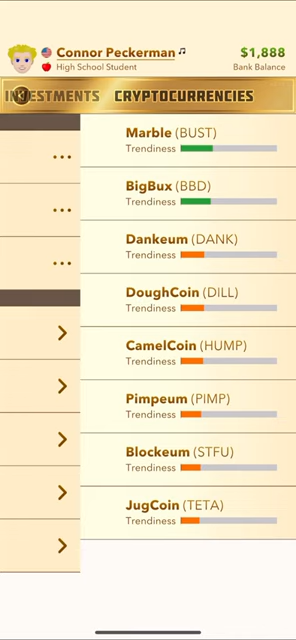 Connor Peckerman
$1,888
High School Student
Bank Balance
ESTMENTS
CRYPTOCURRENCIES
Marble (BUST)
Trendiness
BigBux (BBD)
Trendiness
Dankeum (DANK)
Trendiness
DoughCoin (DILL)
Trendiness
CamelCoin (HUMP)
Trendiness
Pimpeum (PIMP)
Trendiness
Blockeum (STFU)
Trendiness
JugCoin (TETA)
Trendiness